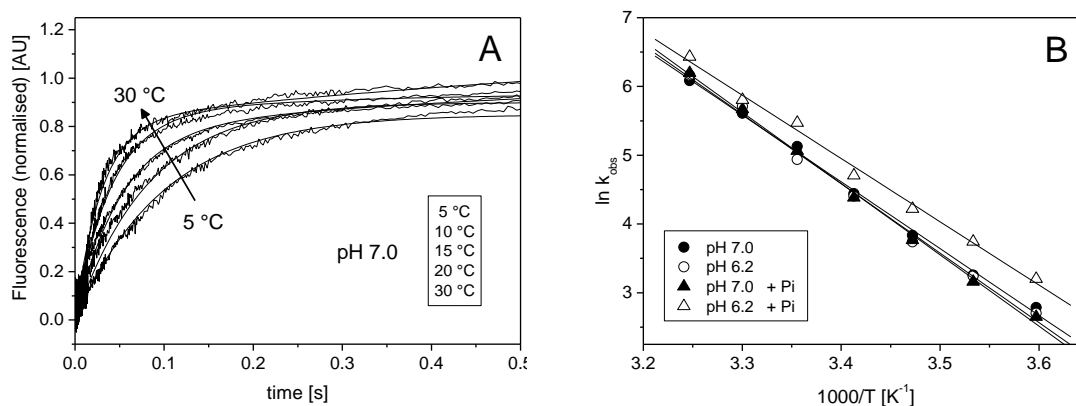 A
1.2
1.0
0.8
0.6
0.4
0.2
0.0
Fluorescence (normalised) [AU]
30 °C
5 °C
pH 7.0
5 °C
10 °C
15 °C
20 °C
30 °C
0.0 0.1 0.2 0.3 0.4 0.5
time [s]
B
7
6
5
4
3
ln k_obs
pH 7.0
pH 6.2
pH 7.0 + Pi
pH 6.2 + Pi
3.2 3.3 3.4 3.5 3.6
1000/T [K⁻¹]